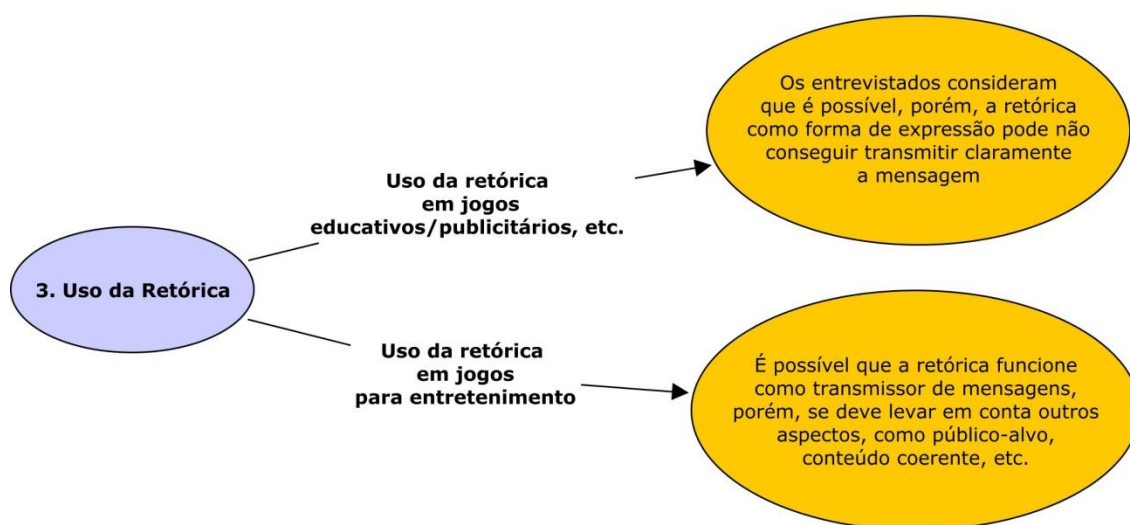 3. Uso da Retórica
Uso da retórica
em jogos
educativos/publicitários, etc.
Os entrevistados consideram
que é possível, porém, a retórica
como forma de expressão pode não
conseguir transmitir claramente
a mensagem
Uso da retórica
em jogos
para entretenimento
É possível que a retórica funcione
como transmissor de mensagens,
porém, se deve levar em conta outros
aspectos, como público-alvo,
conteúdo coerente, etc.